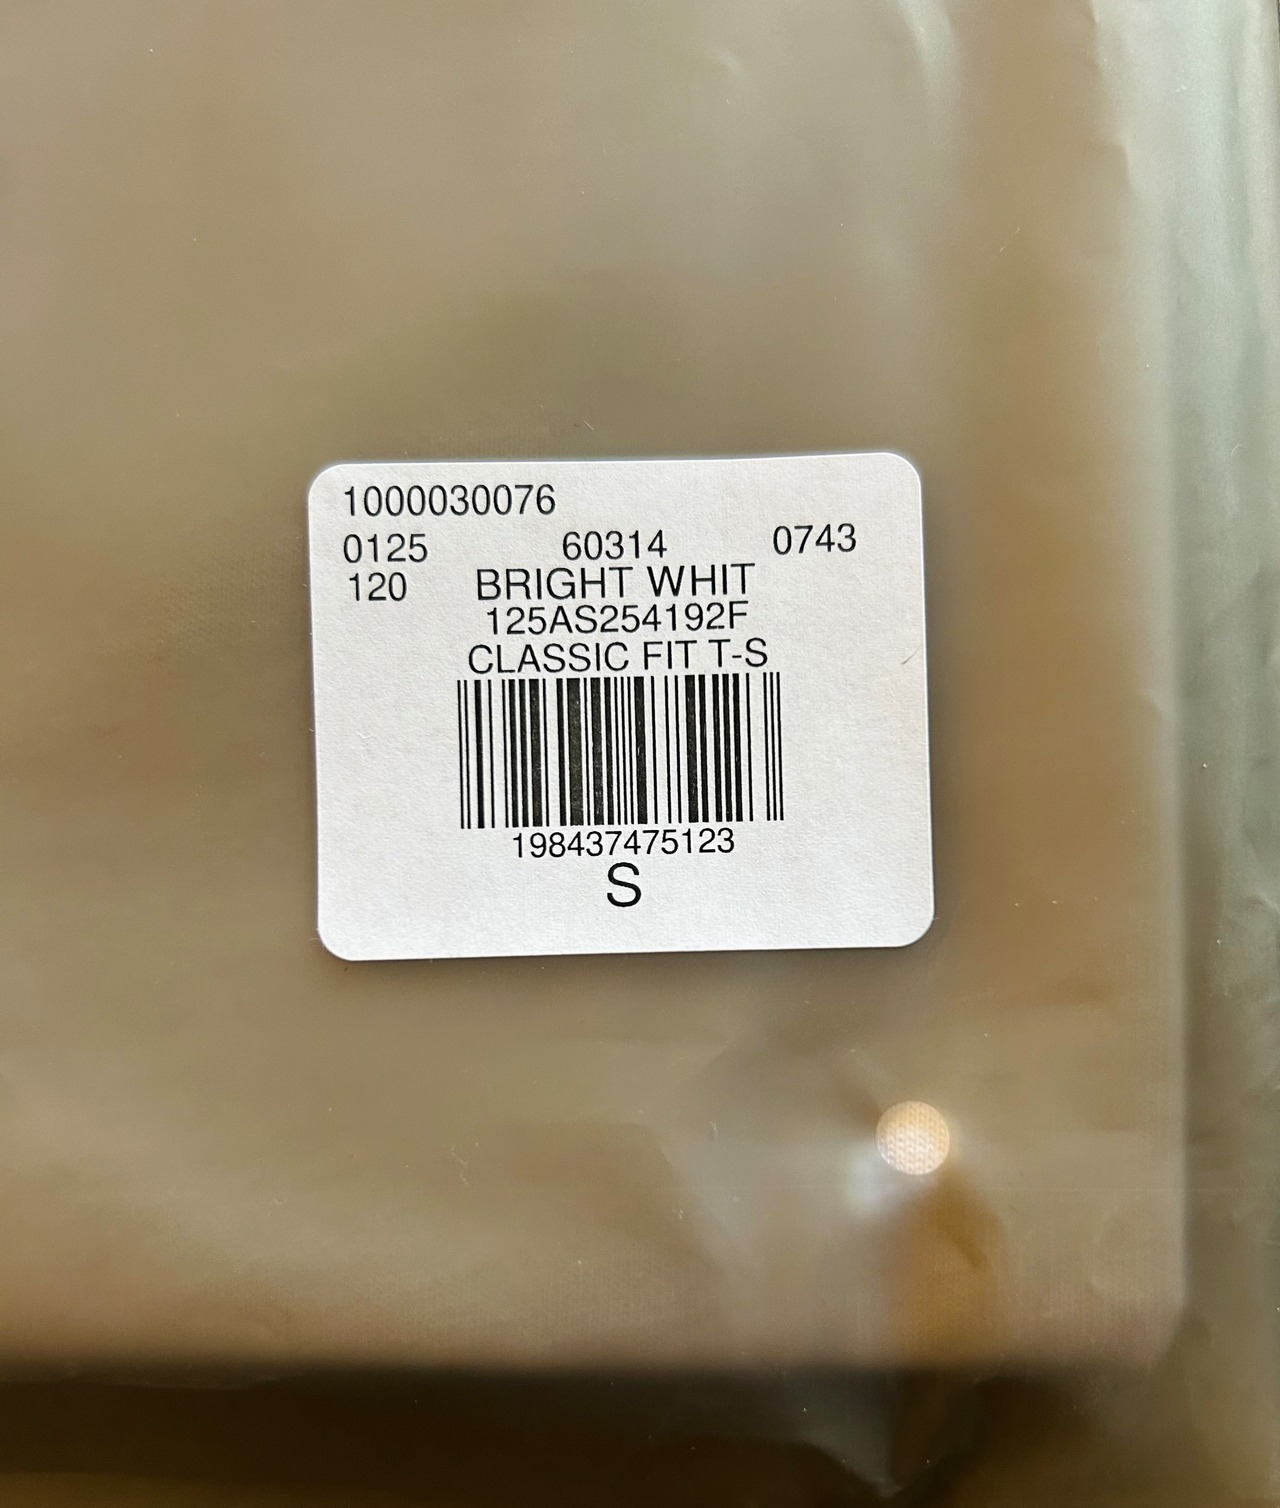 1000030076
0125 60314 0743
120 BRIGHT WHIT
125AS254192F
CLASSIC FIT T-S
198437475123
S